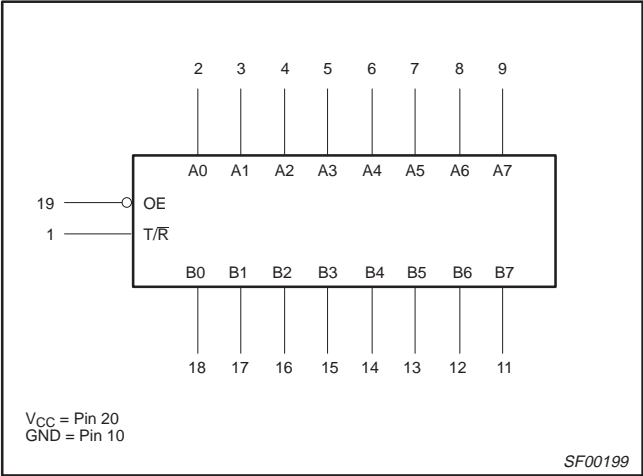 2 3 4 5 6 7 8 9
A0 A1 A2 A3 A4 A5 A6 A7
19 OE
1 T/R̅
B0 B1 B2 B3 B4 B5 B6 B7
18 17 16 15 14 13 12 11
VCC = Pin 20
GND = Pin 10
SF00199